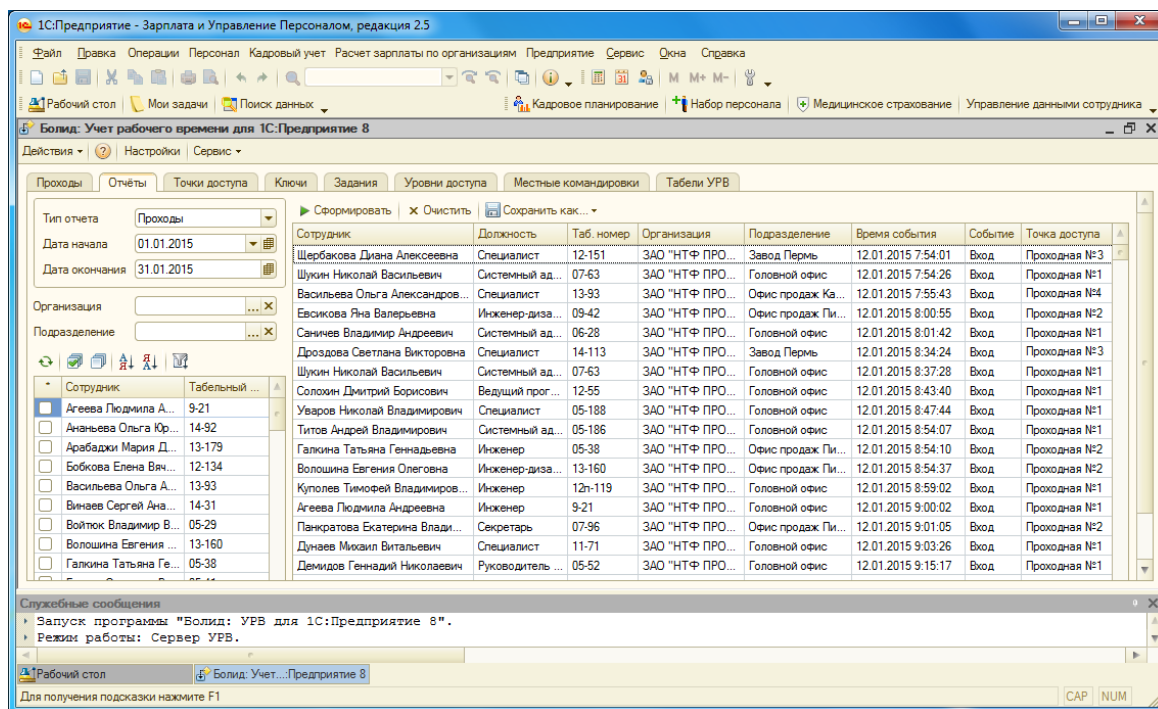 1С:Предприятие - Зарплата и Управление Персоналом, редакция 2.5
Файл Правка Операции Персонал Кадровый учет Расчет зарплаты по организациям Предприятие Сервис Окна Справка
M M+ M-
Рабочий стол Мои задачи Поиск данных Кадровое планирование Набор персонала Медицинское страхование Управление данными сотрудника
Болид: Учет рабочего времени для 1С:Предприятие 8
Действия Настройки Сервис
Проходы Отчёты Точки доступа Ключи Задания Уровни доступа Местные командировки Табели УРВ
Тип отчета Проходы
Дата начала 01.01.2015
Дата окончания 31.01.2015
Организация
Подразделение
Сотрудник Табельный ...
Агеева Людмила А... 9-21
Ананьева Ольга Юр... 14-92
Арабаджи Мария Д... 13-179
Бобкова Елена Вяч... 12-134
Васильева Ольга А... 13-93
Винаев Сергей Ана... 14-31
Войтюк Владимир В... 05-29
Волошина Евгения ... 13-160
Галкина Татьяна Ге... 05-38
Сформировать Очистить Сохранить как...
Сотрудник Должность Таб. номер Организация Подразделение Время события Событие Точка доступа
Щербакова Диана Алексеевна Специалист 12-151 ЗАО "НТФ ПРО... Завод Пермь 12.01.2015 7:54:01 Вход Проходная №3
Шукин Николай Васильевич Системный ад... 07-63 ЗАО "НТФ ПРО... Головной офис 12.01.2015 7:54:26 Вход Проходная №1
Васильева Ольга Александров... Специалист 13-93 ЗАО "НТФ ПРО... Офис продаж Ка... 12.01.2015 7:55:43 Вход Проходная №4
Евсикова Яна Валерьевна Инженер-диза... 09-42 ЗАО "НТФ ПРО... Офис продаж Пи... 12.01.2015 8:00:55 Вход Проходная №2
Саничев Владимир Андреевич Системный ад... 06-28 ЗАО "НТФ ПРО... Головной офис 12.01.2015 8:01:42 Вход Проходная №1
Дроздова Светлана Викторовна Специалист 14-113 ЗАО "НТФ ПРО... Завод Пермь 12.01.2015 8:34:24 Вход Проходная №3
Шукин Николай Васильевич Системный ад... 07-63 ЗАО "НТФ ПРО... Головной офис 12.01.2015 8:37:28 Вход Проходная №1
Солохин Дмитрий Борисович Ведущий прог... 12-55 ЗАО "НТФ ПРО... Головной офис 12.01.2015 8:43:40 Вход Проходная №1
Уваров Николай Владимирович Специалист 05-188 ЗАО "НТФ ПРО... Головной офис 12.01.2015 8:47:44 Вход Проходная №1
Титов Андрей Владимирович Системный ад... 05-186 ЗАО "НТФ ПРО... Головной офис 12.01.2015 8:54:07 Вход Проходная №1
Галкина Татьяна Геннадьевна Инженер 05-38 ЗАО "НТФ ПРО... Офис продаж Пи... 12.01.2015 8:54:10 Вход Проходная №2
Волошина Евгения Олеговна Инженер-диза... 13-160 ЗАО "НТФ ПРО... Офис продаж Пи... 12.01.2015 8:54:37 Вход Проходная №2
Куполев Тимофей Владимиров... Инженер 12п-119 ЗАО "НТФ ПРО... Головной офис 12.01.2015 8:59:02 Вход Проходная №1
Агеева Людмила Андреевна Инженер 9-21 ЗАО "НТФ ПРО... Головной офис 12.01.2015 9:00:02 Вход Проходная №1
Панкратова Екатерина Влади... Секретарь 07-96 ЗАО "НТФ ПРО... Офис продаж Пи... 12.01.2015 9:01:05 Вход Проходная №2
Дунаев Михаил Витальевич Специалист 11-71 ЗАО "НТФ ПРО... Головной офис 12.01.2015 9:03:26 Вход Проходная №1
Демидов Геннадий Николаевич Руководитель ... 05-52 ЗАО "НТФ ПРО... Головной офис 12.01.2015 9:15:17 Вход Проходная №1
Служебные сообщения
Запуск программы "Болид: УРВ для 1С:Предприятие 8".
Режим работы: Сервер УРВ.
Рабочий стол Болид: Учет...:Предприятие 8
Для получения подсказки нажмите F1 CAP NUM